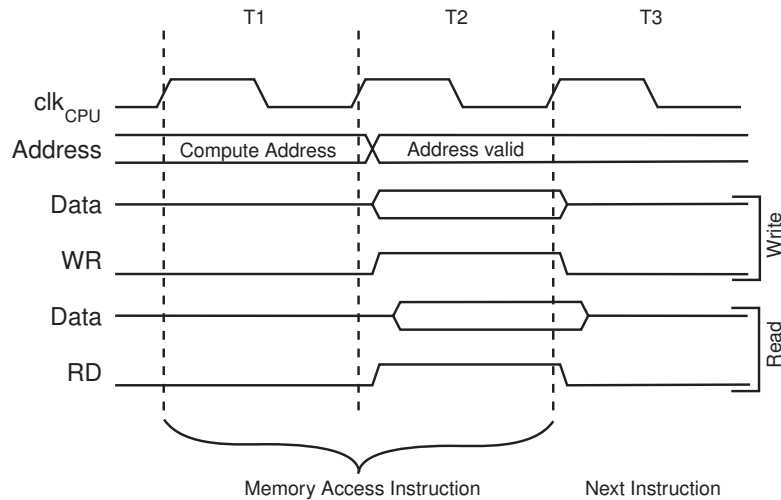 T1 T2 T3
clkCPU
Address Compute Address Address valid
Data
WR
Write
Data
RD
Read
Memory Access Instruction Next Instruction